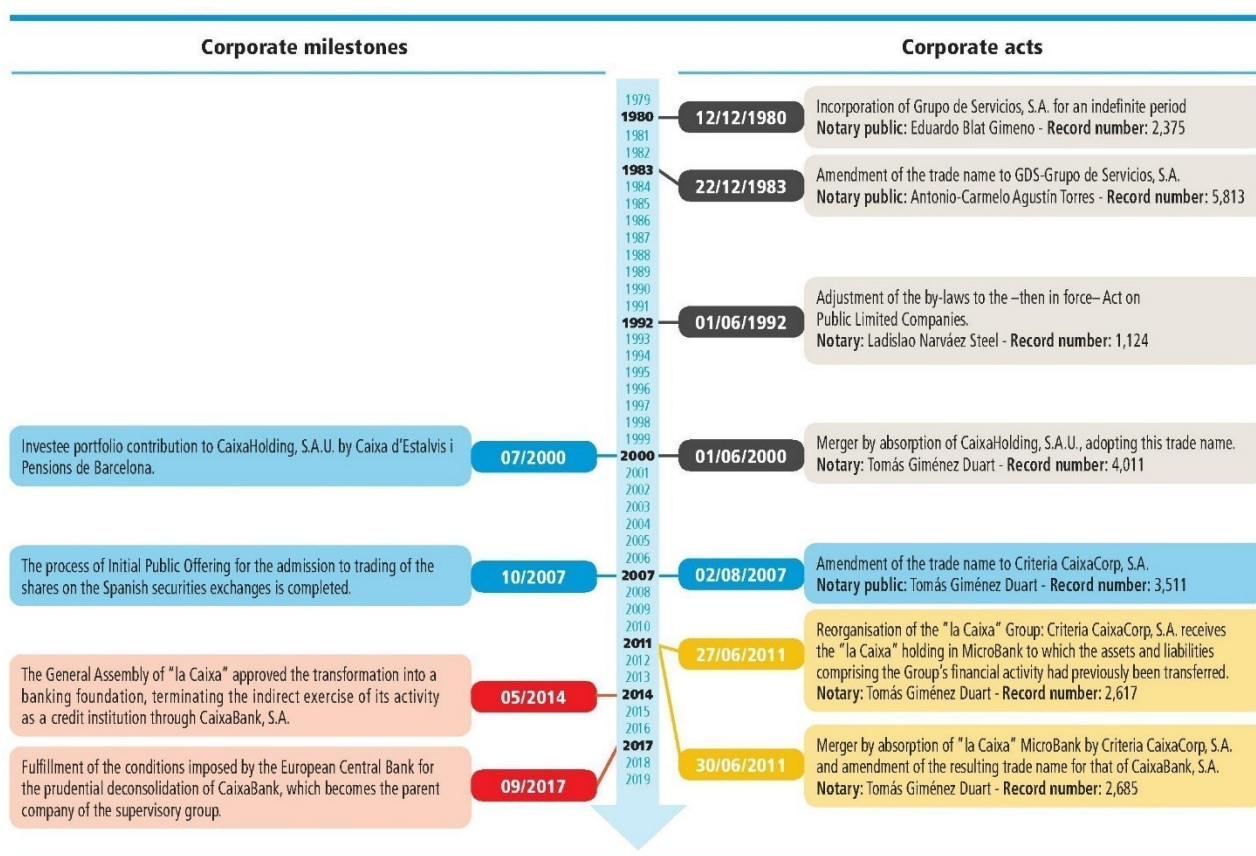 Corporate milestones
Corporate acts
1979
1980
1981
1982
1983
1984
1985
1986
1987
1988
1989
1990
1991
1992
1993
1994
1995
1996
1997
1998
1999
2000
2001
2002
2003
2004
2005
2006
2007
2008
2009
2010
2011
2012
2013
2014
2015
2016
2017
2018
2019
Investee portfolio contribution to CaixaHolding, S.A.U. by Caixa d'Estalvis i
Pensions de Barcelona.
07/2000
The process of Initial Public Offering for the admission to trading of the
shares on the Spanish securities exchanges is completed.
10/2007
The General Assembly of "la Caixa" approved the transformation into a
banking foundation, terminating the indirect exercise of its activity
as a credit institution through CaixaBank, S.A.
05/2014
Fulfillment of the conditions imposed by the European Central Bank for
the prudential deconsolidation of CaixaBank, which becomes the parent
company of the supervisory group.
09/2017
12/12/1980
Incorporation of Grupo de Servicios, S.A. for an indefinite period
Notary public: Eduardo Blat Gimeno - Record number: 2,375
22/12/1983
Amendment of the trade name to GDS-Grupo de Servicios, S.A.
Notary public: Antonio-Carmelo Agustín Torres - Record number: 5,813
01/06/1992
Adjustment of the by-laws to the –then in force– Act on
Public Limited Companies.
Notary: Ladislao Narváez Steel - Record number: 1,124
01/06/2000
Merger by absorption of CaixaHolding, S.A.U., adopting this trade name.
Notary: Tomás Giménez Duart - Record number: 4,011
02/08/2007
Amendment of the trade name to Criteria CaixaCorp, S.A.
Notary public: Tomás Giménez Duart - Record number: 3,511
27/06/2011
Reorganisation of the "la Caixa" Group: Criteria CaixaCorp, S.A. receives
the "la Caixa" holding in MicroBank to which the assets and liabilities
comprising the Group's financial activity had previously been transferred.
Notary: Tomás Giménez Duart - Record number: 2,617
30/06/2011
Merger by absorption of "la Caixa" MicroBank by Criteria CaixaCorp, S.A.
and amendment of the resulting trade name for that of CaixaBank, S.A.
Notary: Tomás Giménez Duart - Record number: 2,685